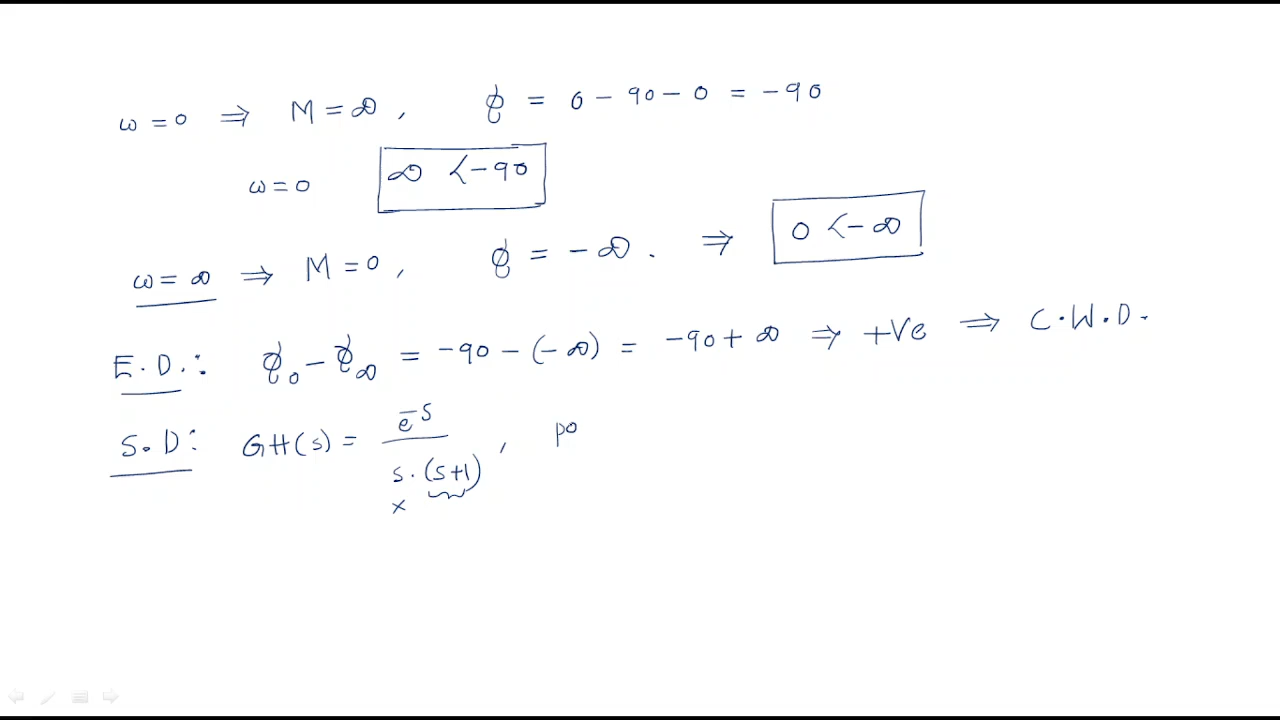 ω = 0 ⇒ M = ∞ , ϕ = 0 - 90 - 0 = - 90
ω = 0 ∞ ∠-90
ω = ∞ ⇒ M = 0 , ϕ = - ∞ . ⇒ 0 ∠-∞
E.D.: ϕ₀ - ϕ∞ = -90 - (-∞) = -90 + ∞ ⇒ +Ve ⇒ C.W.D.
S.D: GH(s) = e^-s / s.(s+1) , po
x